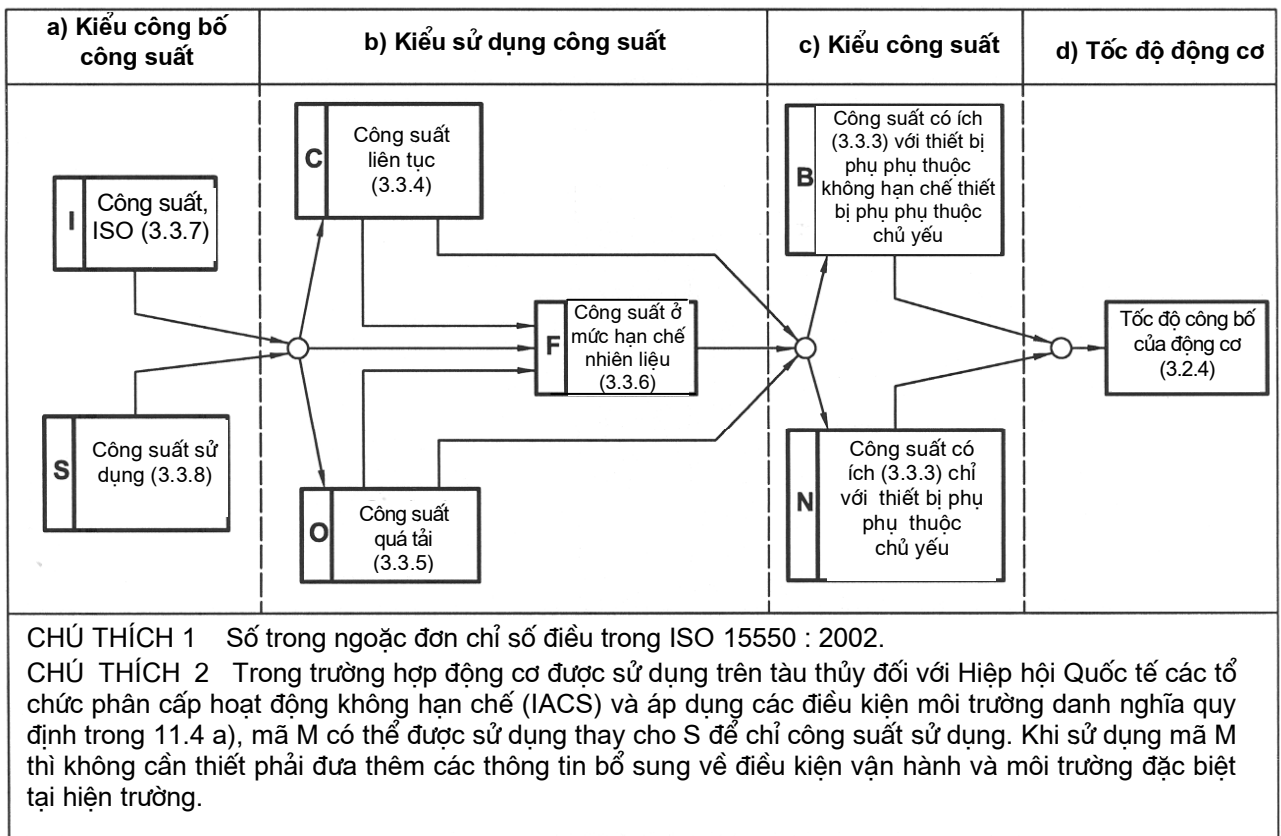 a) Kiểu công bố
công suất
b) Kiểu sử dụng công suất
c) Kiểu công suất
d) Tốc độ động cơ
I
Công suất,
ISO (3.3.7)
S
Công suất sử
dụng (3.3.8)
C
Công suất
liên tục
(3.3.4)
F
Công suất ở
mức hạn chế
nhiên liệu
(3.3.6)
O
Công suất
quá tải
(3.3.5)
B
Công suất có ích
(3.3.3) với thiết bị
phụ phụ thuộc
không hạn chế thiết
bị phụ phụ thuộc
chủ yếu
N
Công suất có
ích (3.3.3) chỉ
với thiết bị phụ
phụ thuộc
chủ yếu
Tốc độ công bố
của động cơ
(3.2.4)
CHÚ THÍCH 1 Số trong ngoặc đơn chỉ số điều trong ISO 15550 : 2002.
CHÚ THÍCH 2 Trong trường hợp động cơ được sử dụng trên tàu thủy đối với Hiệp hội Quốc tế các tổ
chức phân cấp hoạt động không hạn chế (IACS) và áp dụng các điều kiện môi trường danh nghĩa quy
định trong 11.4 a), mã M có thể được sử dụng thay cho S để chỉ công suất sử dụng. Khi sử dụng mã M
thì không cần thiết phải đưa thêm các thông tin bổ sung về điều kiện vận hành và môi trường đặc biệt
tại hiện trường.